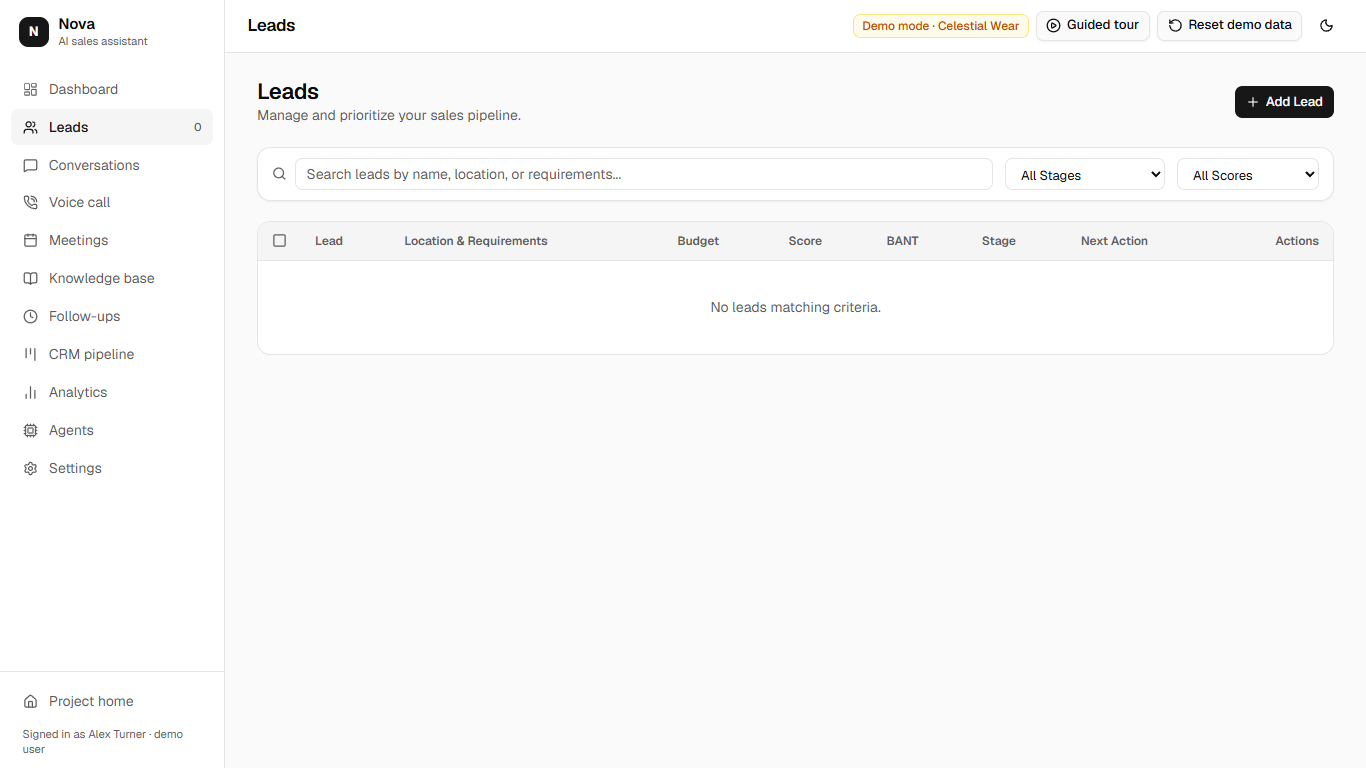 N
Nova
AI sales assistant
Dashboard
Leads 0
Conversations
Voice call
Meetings
Knowledge base
Follow-ups
CRM pipeline
Analytics
Agents
Settings
Project home
Signed in as Alex Turner · demo
user
Leads
Demo mode · Celestial Wear
Guided tour
Reset demo data
Leads
Manage and prioritize your sales pipeline.
+ Add Lead
Search leads by name, location, or requirements...
All Stages
All Scores
Lead Location & Requirements Budget Score BANT Stage Next Action Actions
No leads matching criteria.